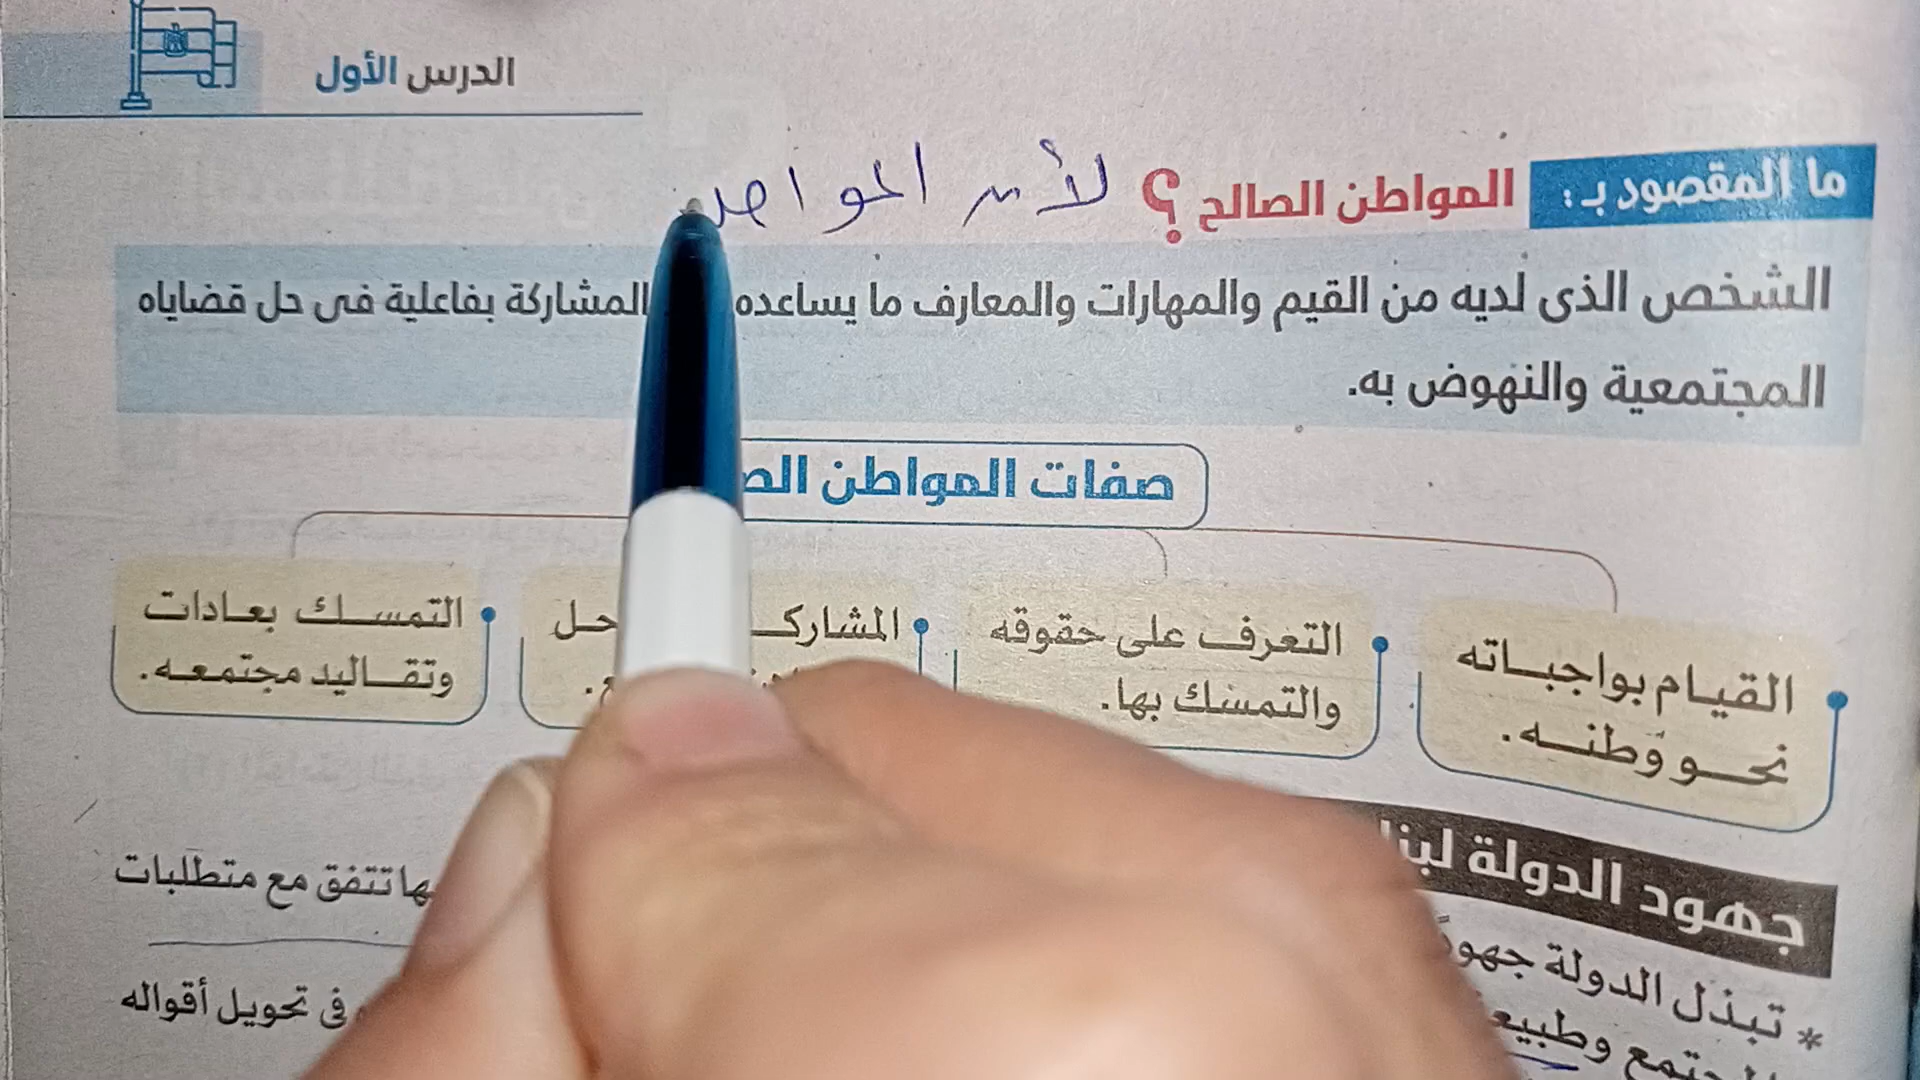 الدرس الأول
ما المقصود بـ: المواطن الصالح ؟
الشخص الذى لديه من القيم والمهارات والمعارف ما يساعده المشاركة بفاعلية فى حل قضاياه
المجتمعية والنهوض به.
صفات المواطن الص
القيام بواجباته
نحو وطنه.
التعرف على حقوقه
والتمسك بها.
المشارك حل
ع.
التمسك بعادات
وتقاليد مجتمعه.
جهود الدولة لبنا
* تبذل الدولة جهو
ها تتفق مع متطلبات
المجتمع وطبيع
فى تحويل أقواله